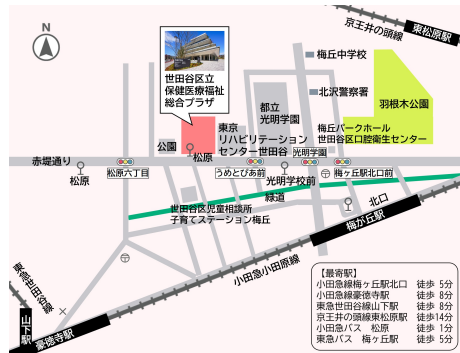 N
京王井の頭線
東松原駅
世田谷区立
保健医療福祉
総合プラザ
梅丘中学校
北沢警察署
羽根木公園
都立
光明学園
東京
リハビリテーション
センター世田谷
梅丘パークホール
世田谷区口腔衛生センター
公園
松原
光明学園
赤堤通り
松原
松原六丁目
うめとぴあ前
光明学校前
梅ヶ丘駅北口前
緑道
北口
世田谷区児童相談所
子育てステーション梅丘
梅が丘駅
小田急小田原線
東急世田谷線
山下駅
豪徳寺駅
【最寄駅】
小田急線梅ヶ丘駅北口 徒歩 5分
小田急線豪徳寺駅 徒歩 8分
東急世田谷線山下駅 徒歩 8分
京王井の頭線東松原駅 徒歩14分
小田急バス 松原 徒歩 1分
東急バス 梅ヶ丘駅 徒歩 5分